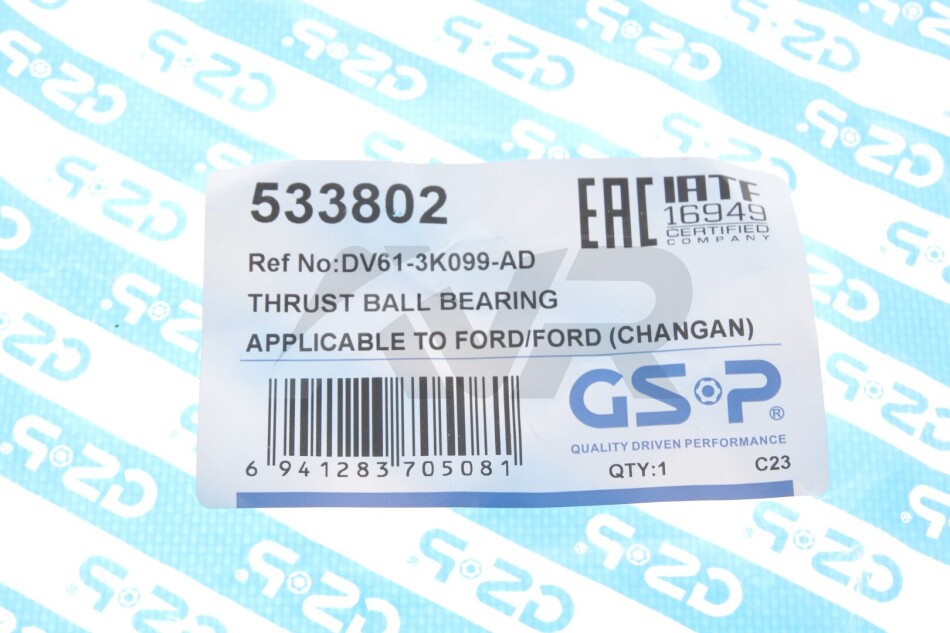 533802
EAC
IATF
16949
CERTIFIED
COMPANY
Ref No:DV61-3K099-AD
THRUST BALL BEARING
APPLICABLE TO FORD/FORD (CHANGAN)
GS P®
QUALITY DRIVEN PERFORMANCE
6 941283 705081
QTY:1
C23